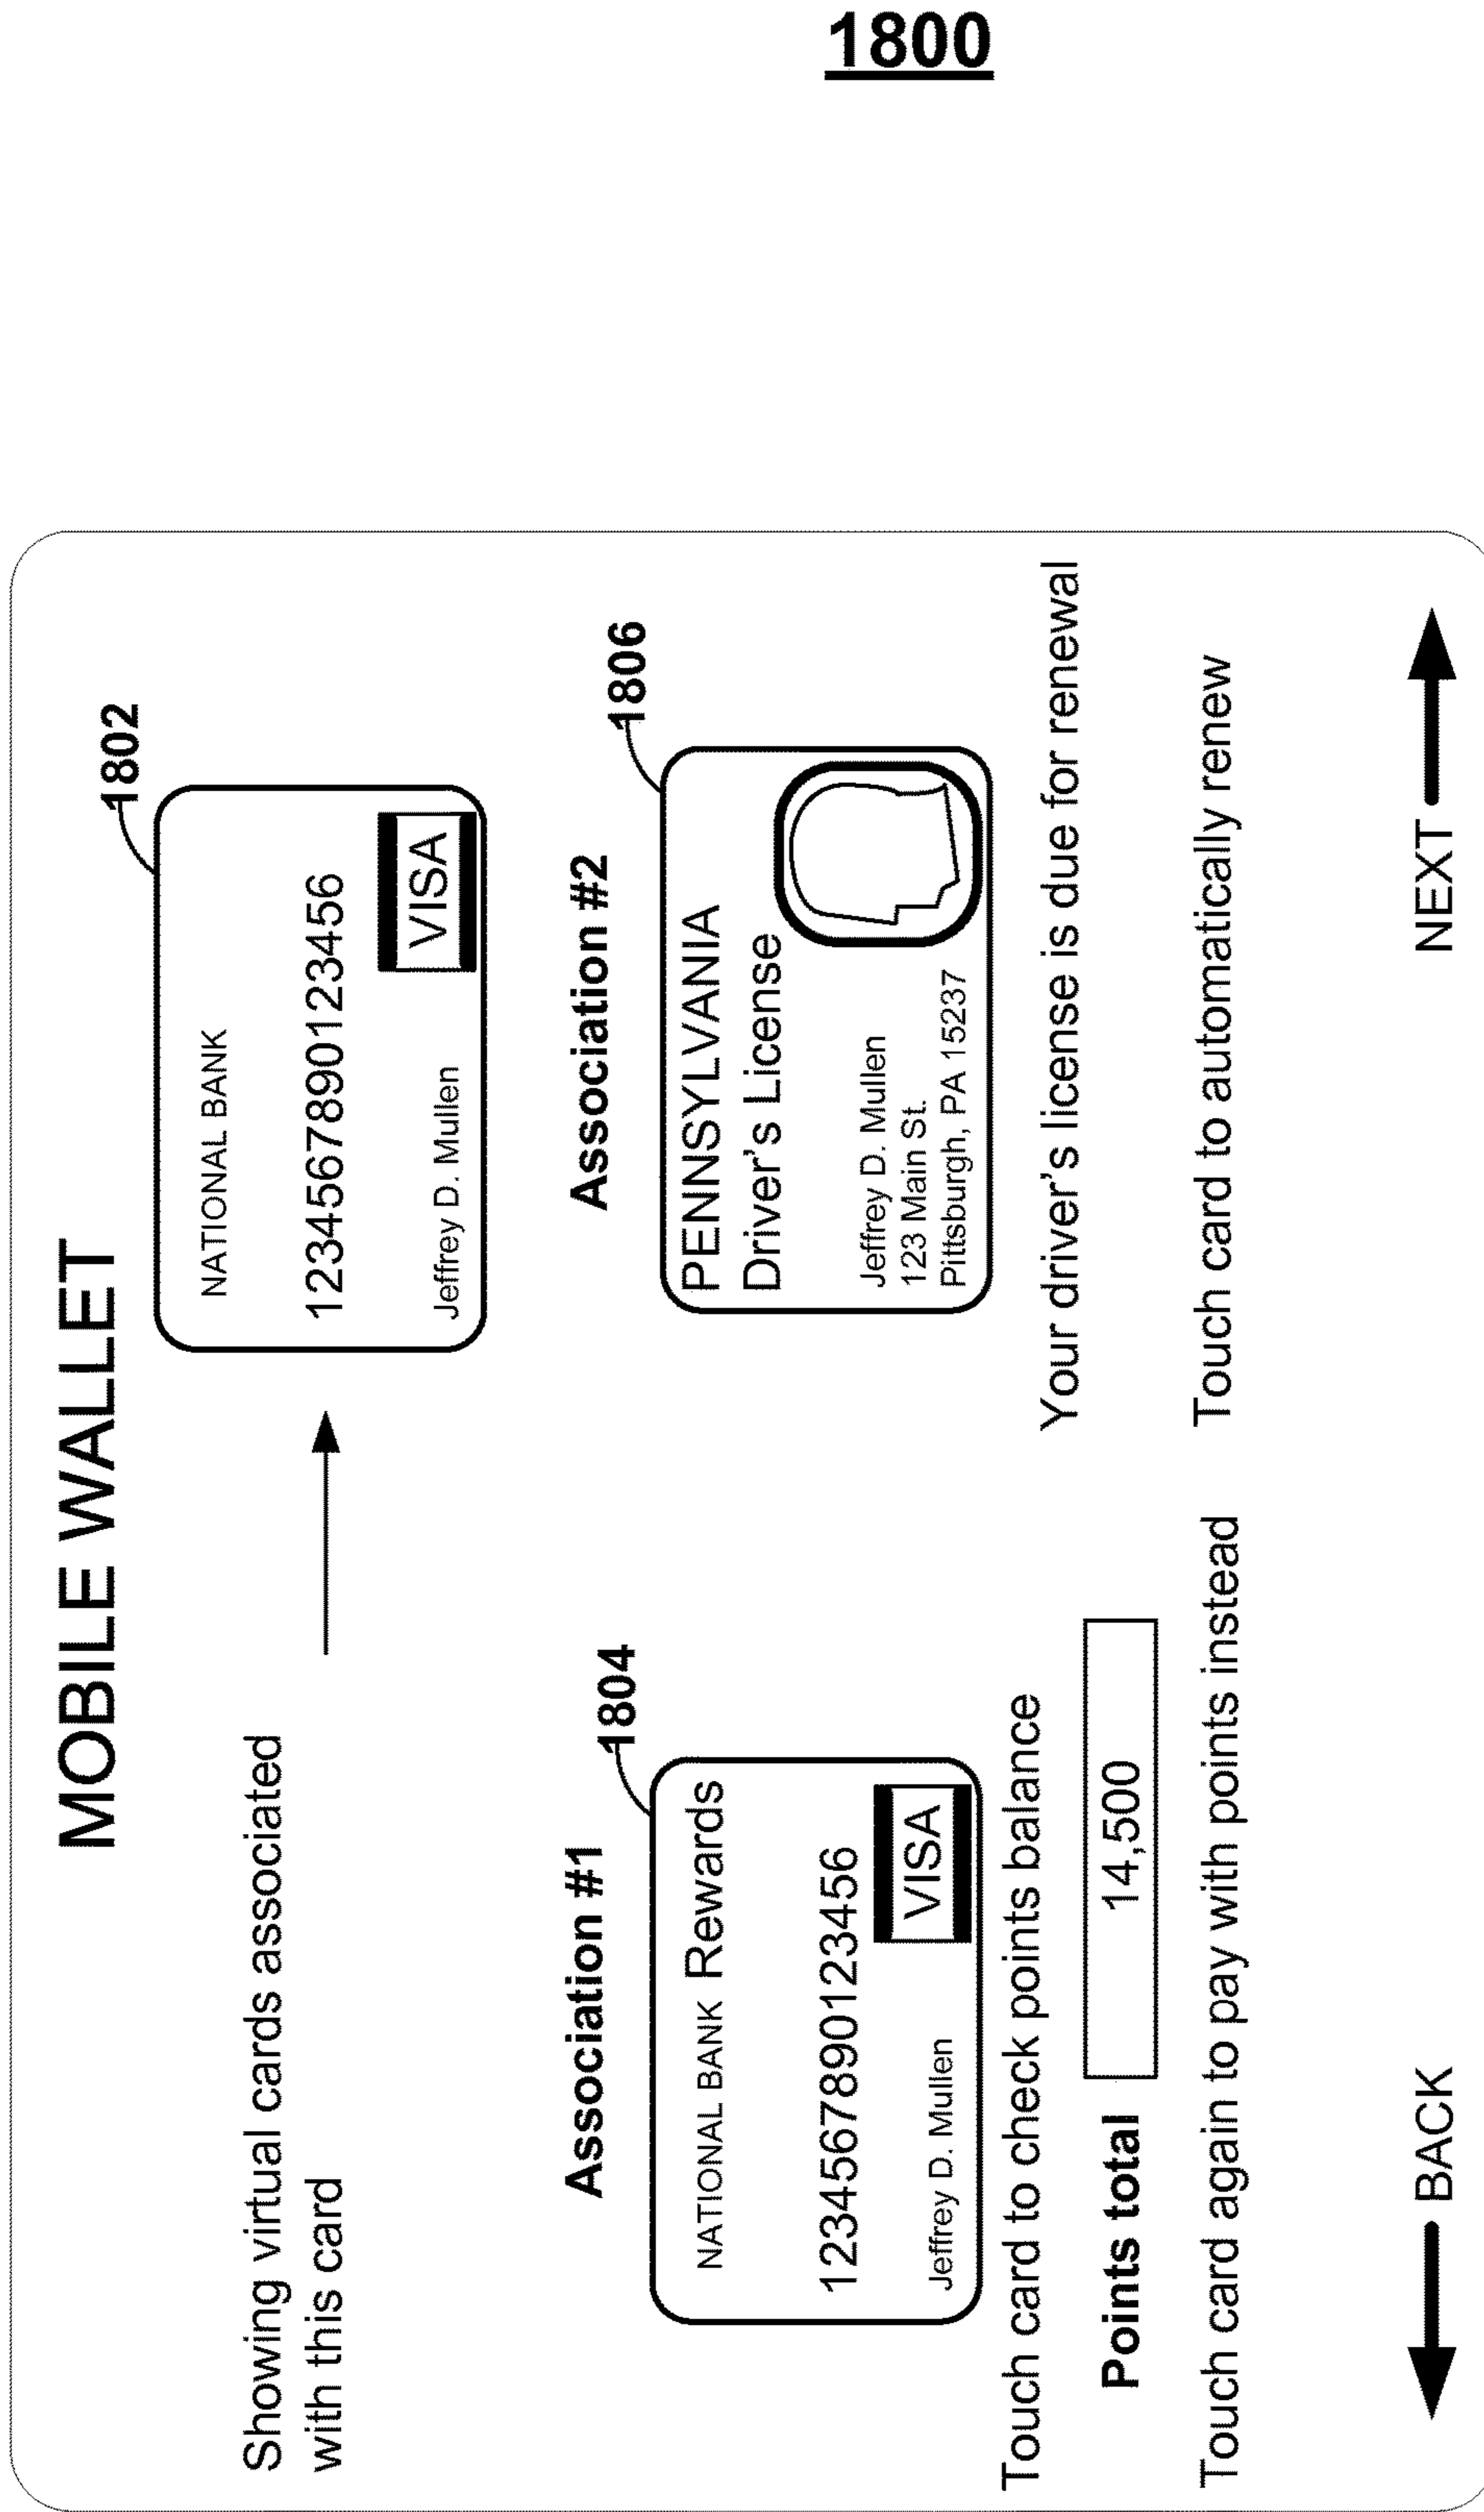 1800
MOBILE WALLET
Showing virtual cards associated
with this card
1802
NATIONAL BANK
1234567890123456
Jeffrey D. Mullen
VISA
Association #1
1804
NATIONAL BANK Rewards
1234567890123456
Jeffrey D. Mullen
VISA
Touch card to check points balance
Points total 14,500
Touch card again to pay with points instead
Association #2
1806
PENNSYLVANIA
Driver's License
Jeffrey D. Mullen
123 Main St.
Pittsburgh, PA 15237
Your driver's license is due for renewal
Touch card to automatically renew
BACK
NEXT